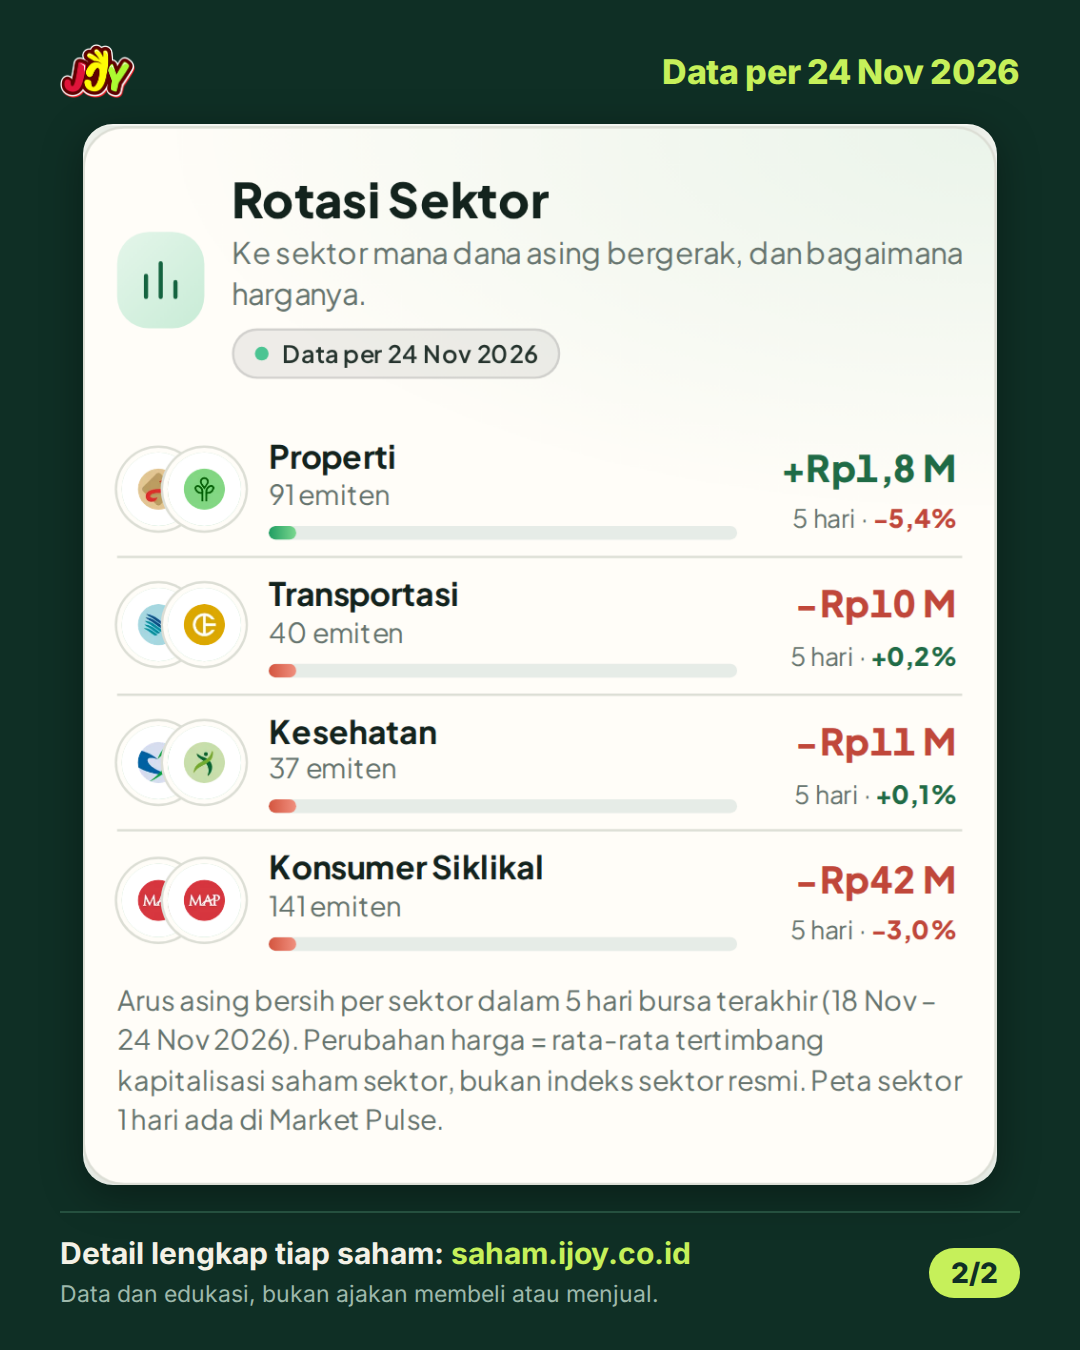 JOY
Data per 24 Nov 2026
Rotasi Sektor
Ke sektor mana dana asing bergerak, dan bagaimana
harganya.
Data per 24 Nov 2026
Properti
91 emiten
+Rp1,8 M
5 hari · −5,4%
Transportasi
40 emiten
−Rp10 M
5 hari · +0,2%
Kesehatan
37 emiten
−Rp11 M
5 hari · +0,1%
MA
MAP
Konsumer Siklikal
141 emiten
−Rp42 M
5 hari · −3,0%
Arus asing bersih per sektor dalam 5 hari bursa terakhir (18 Nov –
24 Nov 2026). Perubahan harga = rata-rata tertimbang
kapitalisasi saham sektor, bukan indeks sektor resmi. Peta sektor
1 hari ada di Market Pulse.
Detail lengkap tiap saham: saham.ijoy.co.id
Data dan edukasi, bukan ajakan membeli atau menjual.
2/2